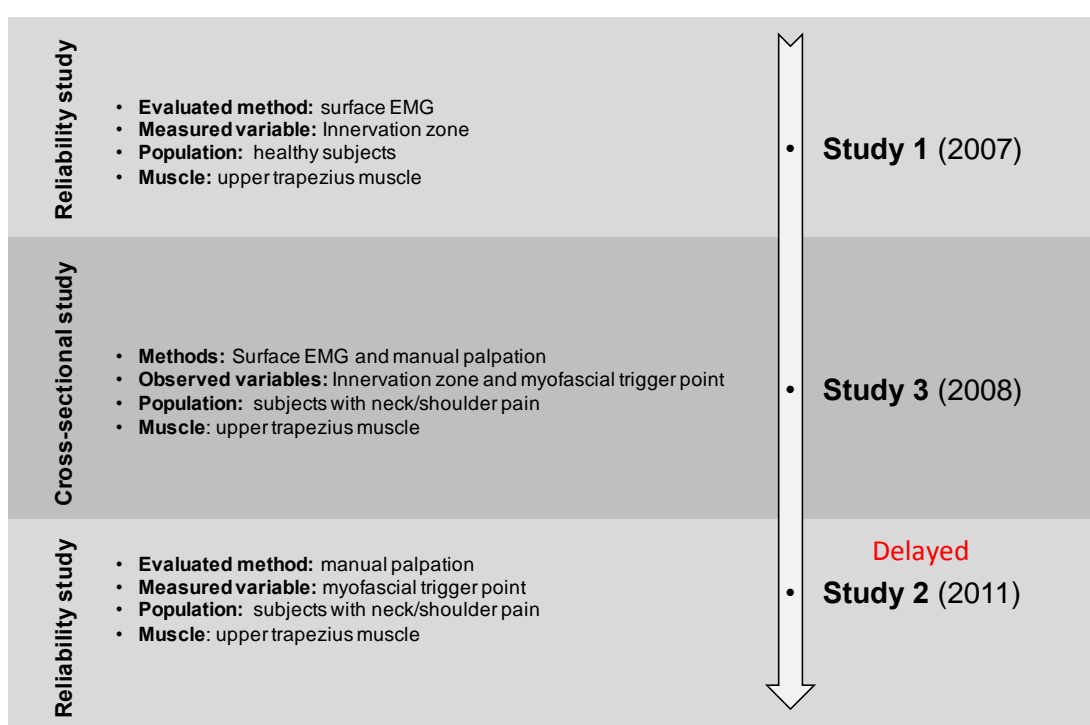 Reliability study
• Evaluated method: surface EMG
• Measured variable: Innervation zone
• Population: healthy subjects
• Muscle: upper trapezius muscle
• Study 1 (2007)
Cross-sectional study
• Methods: Surface EMG and manual palpation
• Observed variables: Innervation zone and myofascial trigger point
• Population: subjects with neck/shoulder pain
• Muscle: upper trapezius muscle
• Study 3 (2008)
Reliability study
• Evaluated method: manual palpation
• Measured variable: myofascial trigger point
• Population: subjects with neck/shoulder pain
• Muscle: upper trapezius muscle
Delayed
• Study 2 (2011)